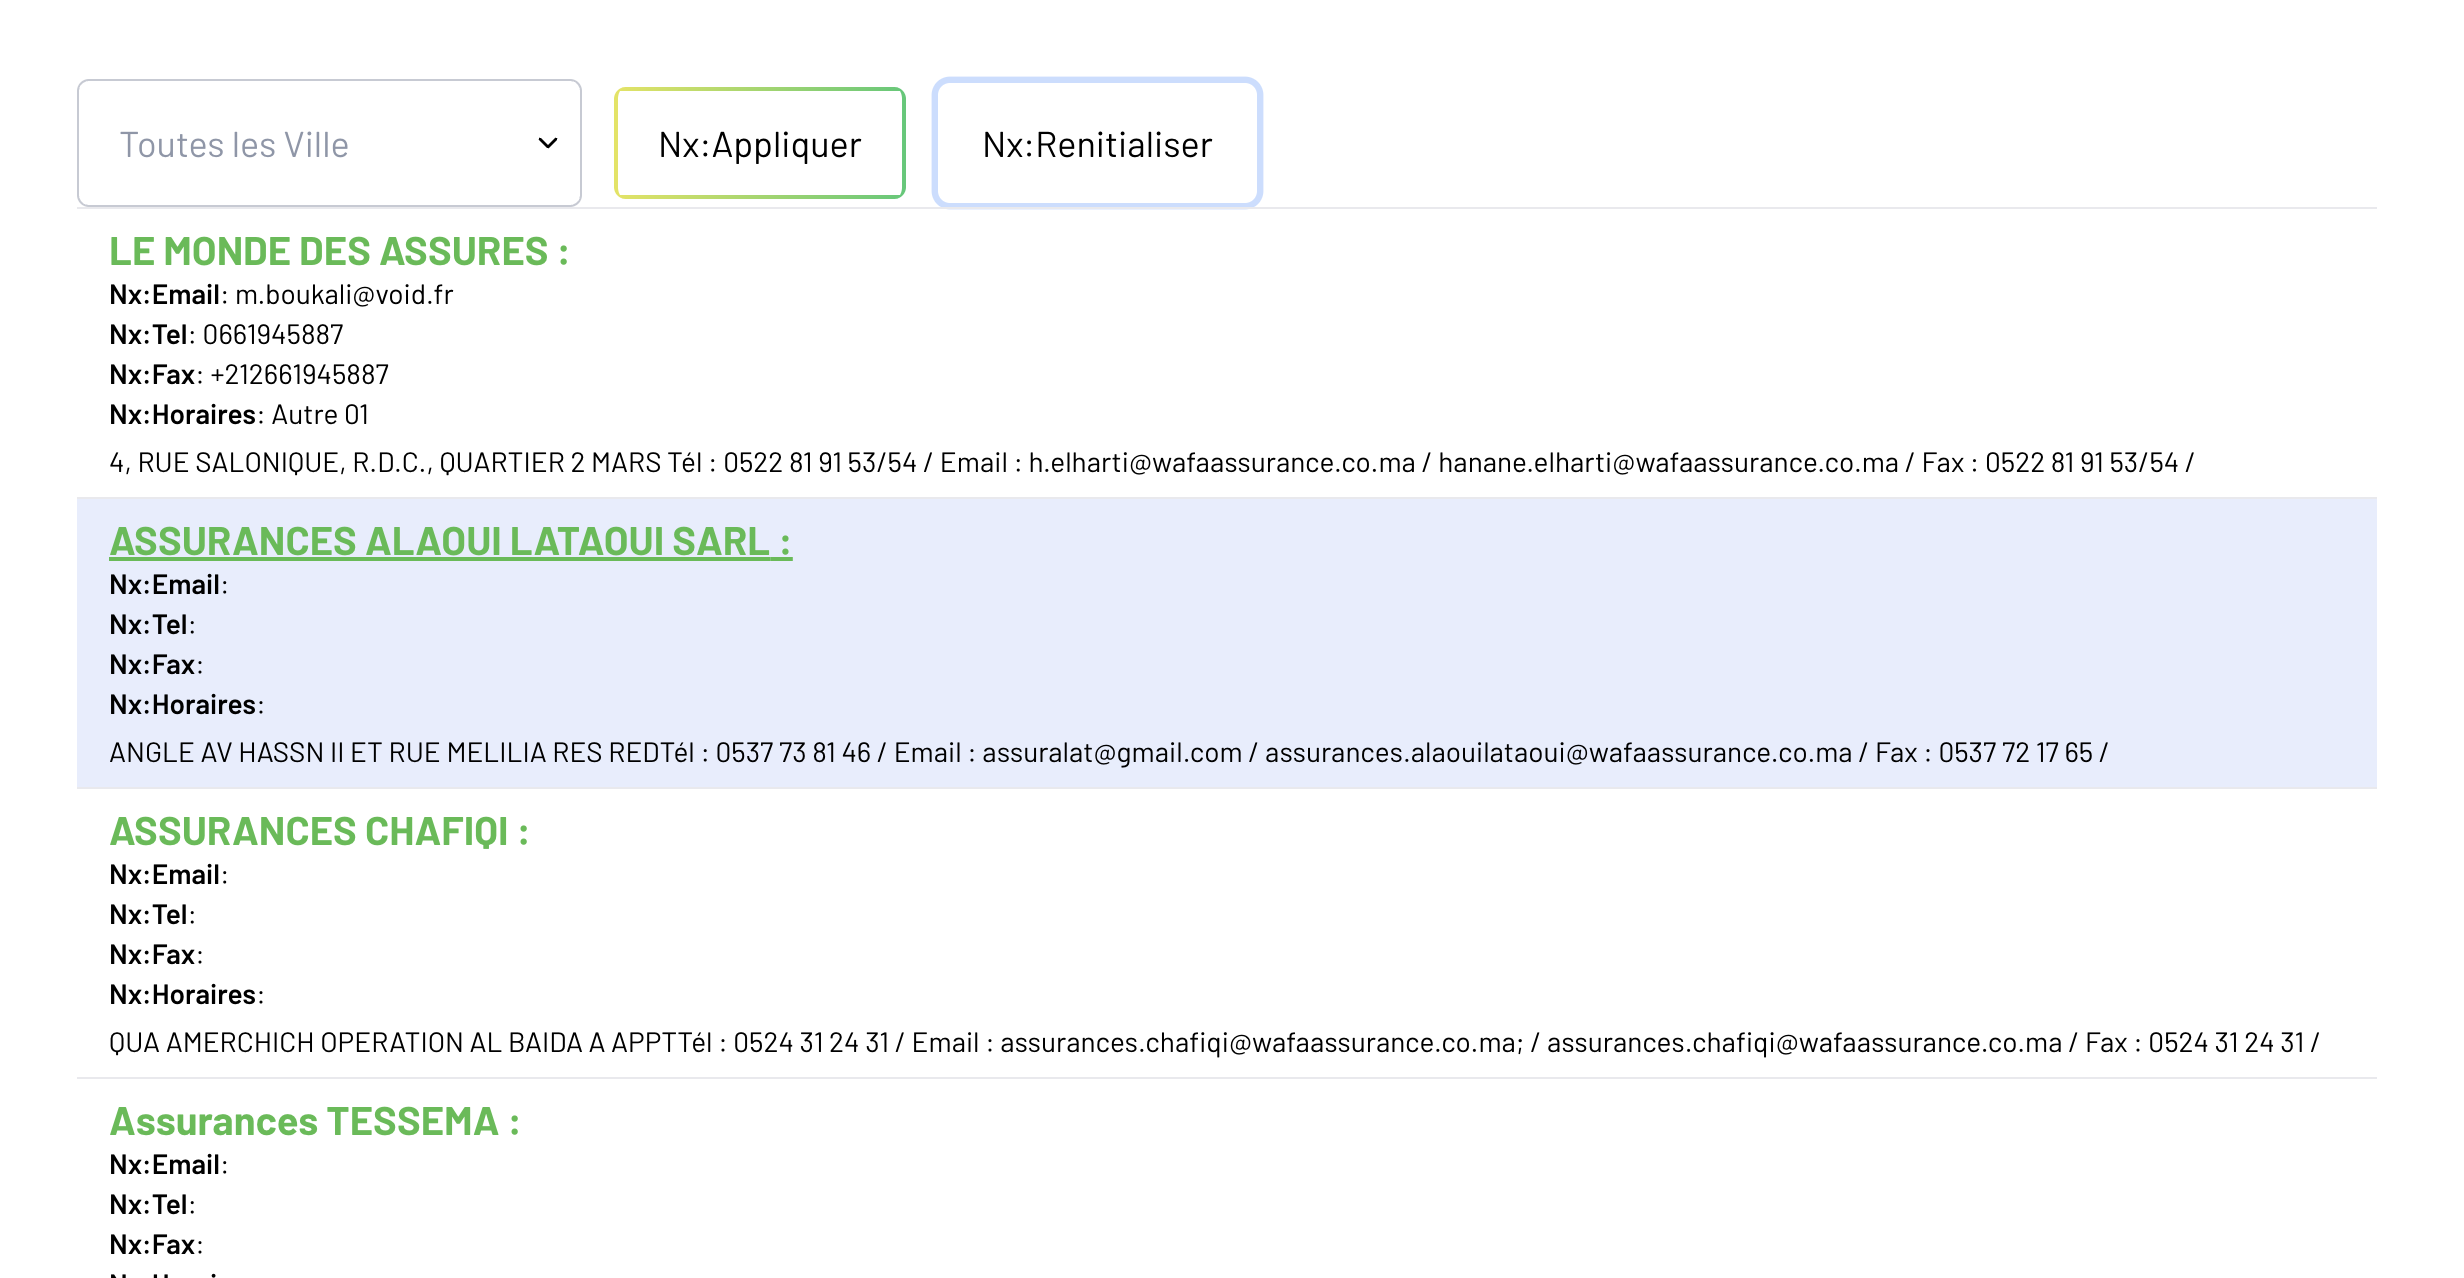 Toutes les Ville Nx:Appliquer Nx:Renitialiser
LE MONDE DES ASSURES :
Nx:Email: m.boukali@void.fr
Nx:Tel: 0661945887
Nx:Fax: +212661945887
Nx:Horaires: Autre 01
4, RUE SALONIQUE, R.D.C., QUARTIER 2 MARS Tél : 0522 81 91 53/54 / Email : h.elharti@wafaassurance.co.ma / hanane.elharti@wafaassurance.co.ma / Fax : 0522 81 91 53/54 /
ASSURANCES ALAOUI LATAOUI SARL :
Nx:Email:
Nx:Tel:
Nx:Fax:
Nx:Horaires:
ANGLE AV HASSN II ET RUE MELILIA RES REDTél : 0537 73 81 46 / Email : assuralat@gmail.com / assurances.alaouilataoui@wafaassurance.co.ma / Fax : 0537 72 17 65 /
ASSURANCES CHAFIQI :
Nx:Email:
Nx:Tel:
Nx:Fax:
Nx:Horaires:
QUA AMERCHICH OPERATION AL BAIDA A APPTTél : 0524 31 24 31 / Email : assurances.chafiqi@wafaassurance.co.ma; / assurances.chafiqi@wafaassurance.co.ma / Fax : 0524 31 24 31 /
Assurances TESSEMA :
Nx:Email:
Nx:Tel:
Nx:Fax: